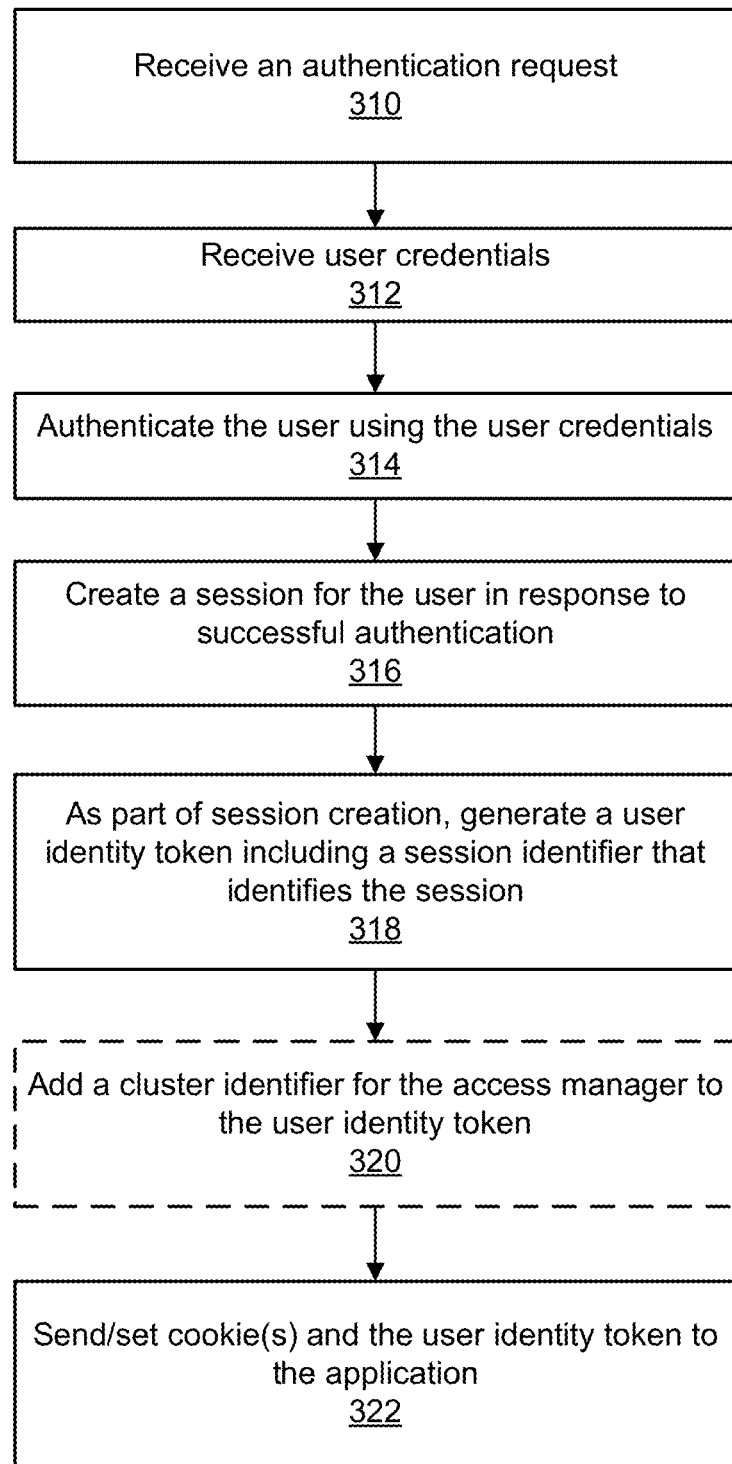 Receive an authentication request
310
Receive user credentials
312
Authenticate the user using the user credentials
314
Create a session for the user in response to
successful authentication
316
As part of session creation, generate a user
identity token including a session identifier that
identifies the session
318
Add a cluster identifier for the access manager to
the user identity token
320
Send/set cookie(s) and the user identity token to
the application
322